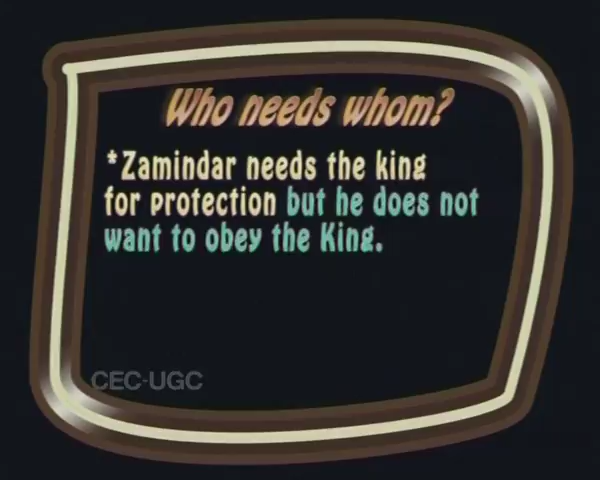 Who needs whom?
*Zamindar needs the king
for protection but he does not
want to obey the King.
CEC-UGC